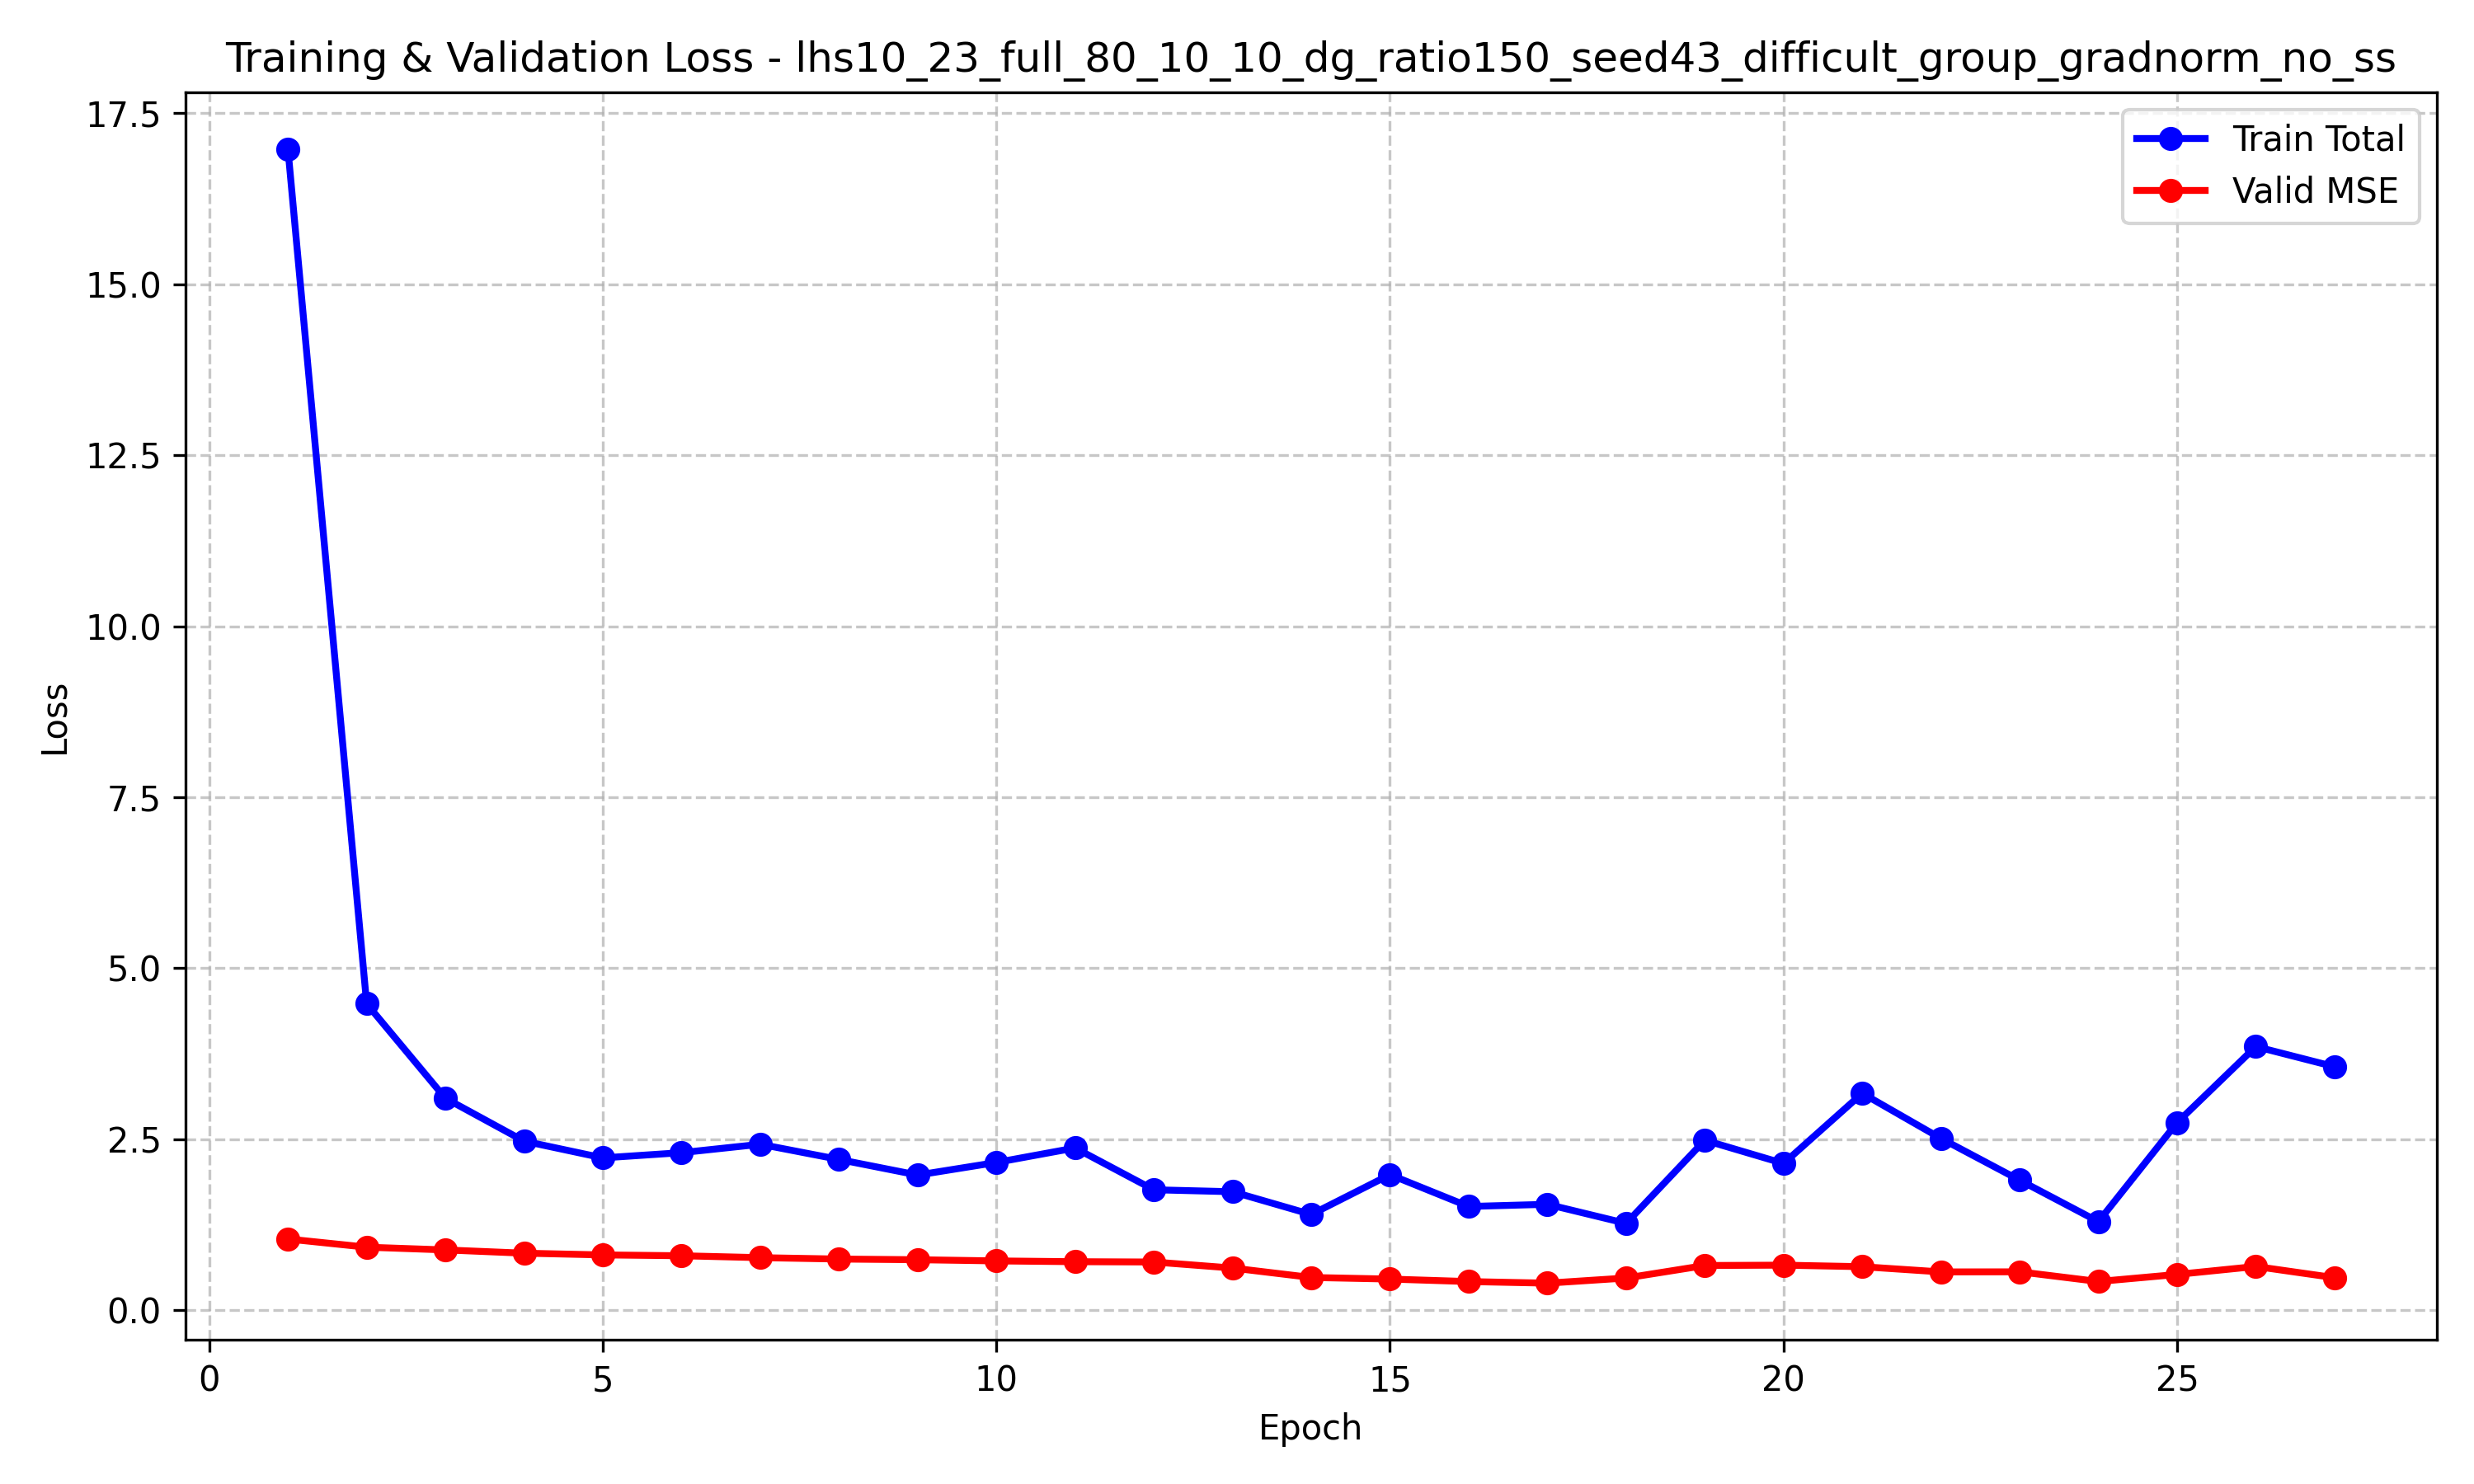 Training & Validation Loss - lhs10_23_full_80_10_10_dg_ratio150_seed43_difficult_group_gradnorm_no_ss
Train Total
Valid MSE
Loss
17.5
15.0
12.5
10.0
7.5
5.0
2.5
0.0
0 5 10 15 20 25
Epoch